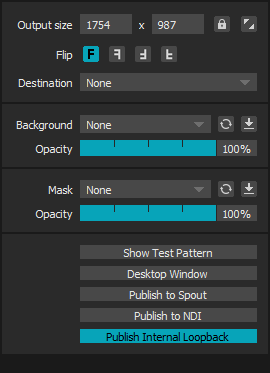 Output size 1754 x 987
Flip F F F F
Destination None
Background None
Opacity 100%
Mask None
Opacity 100%
Show Test Pattern
Desktop Window
Publish to Spout
Publish to NDI
Publish Internal Loopback